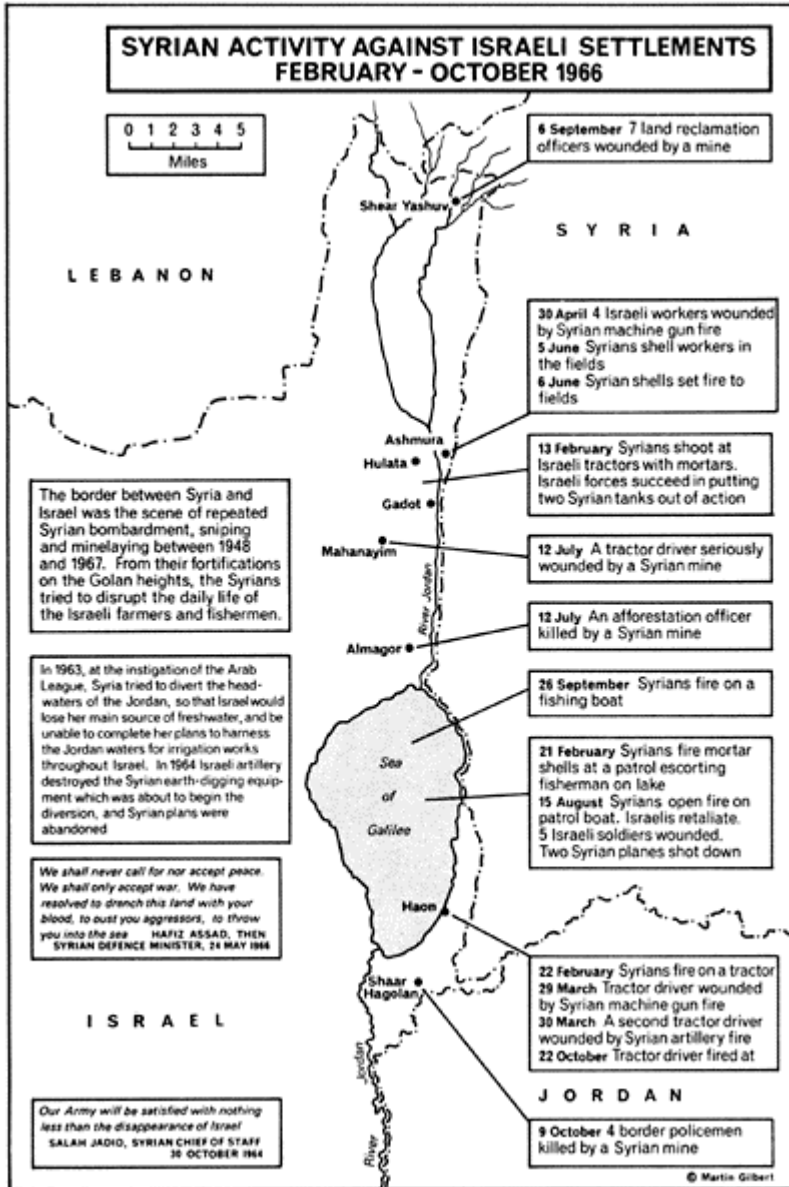 SYRIAN ACTIVITY AGAINST ISRAELI SETTLEMENTS
FEBRUARY - OCTOBER 1966
0 1 2 3 4 5
Miles
6 September 7 land reclamation
officers wounded by a mine
Shear Yashuv
SYRIA
LEBANON
30 April 4 Israeli workers wounded
by Syrian machine gun fire
5 June Syrians shell workers in
the fields
6 June Syrian shells set fire to
fields
Ashmura
Hulata
13 February Syrians shoot at
Israeli tractors with mortars.
Israeli forces succeed in putting
two Syrian tanks out of action
Gadot
The border between Syria and
Israel was the scene of repeated
Syrian bombardment, sniping
and minelaying between 1948
and 1967. From their fortifications
on the Golan heights, the Syrians
tried to disrupt the daily life of
the Israeli farmers and fishermen.
Mahanayim
12 July A tractor driver seriously
wounded by a Syrian mine
River Jordan
12 July An afforestation officer
killed by a Syrian mine
Almagor
In 1963, at the instigation of the Arab
League, Syria tried to divert the head-
waters of the Jordan, so that Israel would
lose her main source of freshwater, and be
unable to complete her plans to harness
the Jordan waters for irrigation works
throughout Israel. In 1964 Israeli artillery
destroyed the Syrian earth-digging equip-
ment which was about to begin the
diversion, and Syrian plans were
abandoned
26 September Syrians fire on a
fishing boat
Sea
of
Galilee
21 February Syrians fire mortar
shells at a patrol escorting
fisherman on lake
15 August Syrians open fire on
patrol boat. Israelis retaliate.
5 Israeli soldiers wounded.
Two Syrian planes shot down
We shall never call for nor accept peace.
We shall only accept war. We have
resolved to drench this land with your
blood, to oust you aggressors, to throw
you into the sea HAFIZ ASSAD, THEN
SYRIAN DEFENCE MINISTER, 24 MAY 1966
Haon
Shaar
Hagolan
22 February Syrians fire on a tractor
29 March Tractor driver wounded
by Syrian machine gun fire
30 March A second tractor driver
wounded by Syrian artillery fire
22 October Tractor driver fired at
ISRAEL
River Jordan
JORDAN
Our Army will be satisfied with nothing
less than the disappearance of Israel
SALAH JADID, SYRIAN CHIEF OF STAFF
30 OCTOBER 1964
9 October 4 border policemen
killed by a Syrian mine
© Martin Gilbert